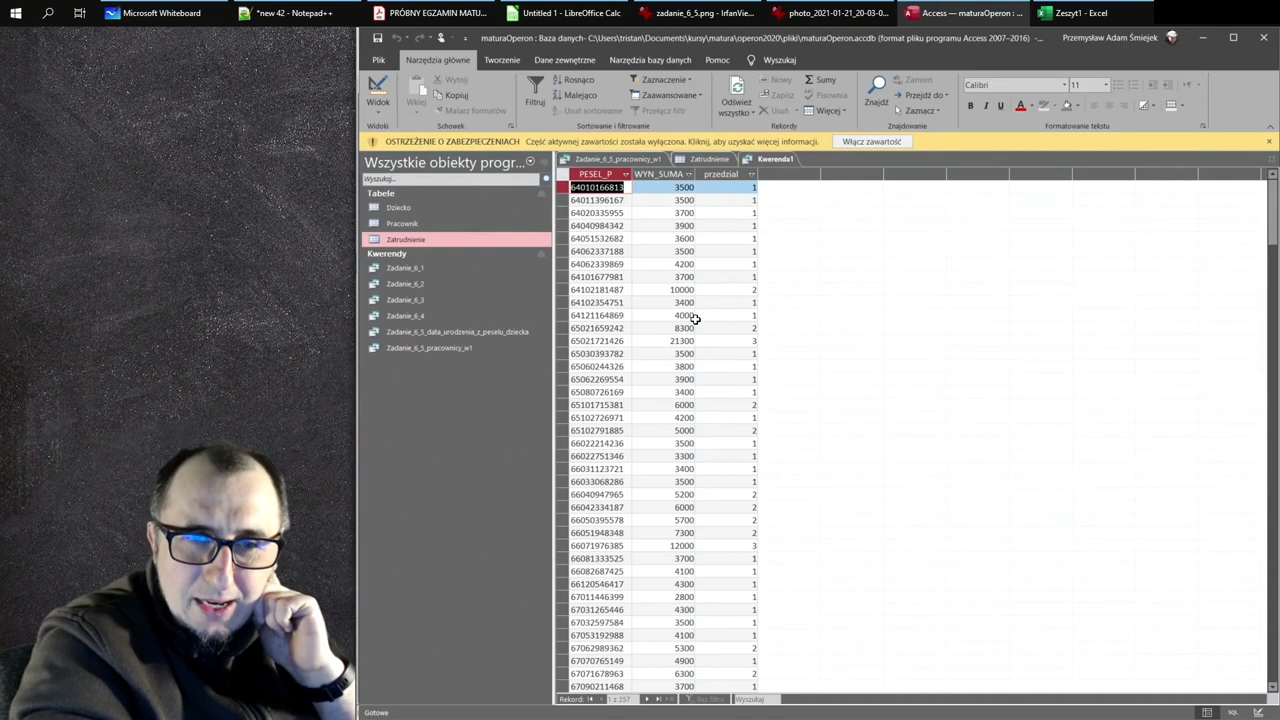 Microsoft Whiteboard
*new 42 - Notepad++
PRÓBNY EGZAMIN MATU...
Untitled 1 - LibreOffice Calc
zadanie_6_5.png - IrfanVie...
photo_2021-01-21_20-03-0...
Access — maturaOperon : ...
Zeszyt1 - Excel
maturaOperon : Baza danych- C:\Users\tristan\Documents\kursy\matura\operon2020\pliki\maturaOperon.accdb (format pliku programu Access 2007–2016) -...
Przemysław Adam Śmiejek
Plik
Narzędzia główne
Tworzenie
Dane zewnętrzne
Narzędzia bazy danych
Pomoc
Wyszukaj
Widok
Wklej
Wytnij
Kopiuj
Malarz formatów
Filtruj
Rosnąco
Malejąco
Usuń sortowanie
Zaznaczenie
Zaawansowane
Przełącz filtr
Odśwież wszystko
Nowy
Zapisz
Usuń
Sumy
Pisownia
Więcej
Znajdź
Zamień
Przejdź do
Zaznacz
Calibri
11
B I U
Widoki
Schowek
Sortowanie i filtrowanie
Rekordy
Znajdowanie
Formatowanie tekstu
OSTRZEŻENIE O ZABEZPIECZENIACH Część aktywnej zawartości została wyłączona. Kliknij, aby uzyskać więcej informacji.
Włącz zawartość
Wszystkie obiekty progr...
Wyszukaj...
Tabele
Dziecko
Pracownik
Zatrudnienie
Kwerendy
Zadanie_6_1
Zadanie_6_2
Zadanie_6_3
Zadanie_6_4
Zadanie_6_5_data_urodzenia_z_peselu_dziecka
Zadanie_6_5_pracownicy_w1
Zadanie_6_5_pracownicy_w1
Zatrudnienie
Kwerenda1
PESEL_P WYN_SUMA przedzial
64010166813 3500 1
64011396167 3500 1
64020335955 3700 1
64040984342 3900 1
64051532682 3600 1
64062337188 3500 1
64062339869 4200 1
64101677981 3700 1
64102181487 10000 2
64102354751 3400 1
64121164869 4000 1
65021659242 8300 2
65021721426 21300 3
65030393782 3500 1
65060244326 3800 1
65062269554 3900 1
65080726169 3400 1
65101715381 6000 2
65102726971 4200 1
65102791885 5000 2
66022214236 3500 1
66022751346 3300 1
66031123721 3400 1
66033068286 3500 1
66040947965 5200 2
66042334187 6000 2
66050395578 5700 2
66051948348 7300 2
66071976385 12000 3
66081333525 3700 1
66082687425 4100 1
66120546417 4300 1
67011446399 2800 1
67031265446 4300 1
67032597584 3500 1
67053192988 4100 1
67062989362 5300 2
67070765149 4900 1
67071678963 6300 2
67090211468 3700 1
Rekord: 1 z 257
Bez filtru
Wyszukaj
Gotowe
SQL